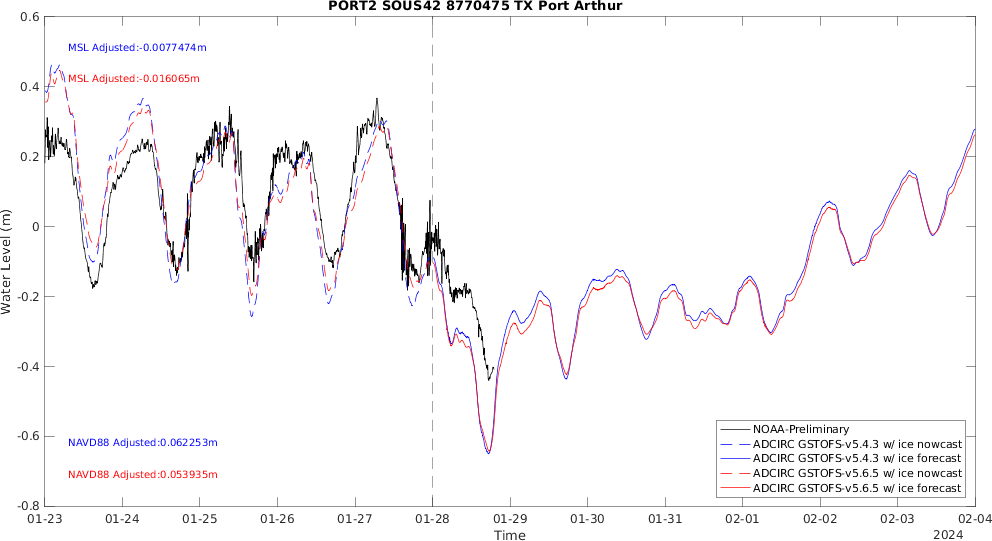 PORT2 SOUS42 8770475 TX Port Arthur
0.6
0.4
0.2
0
-0.2
-0.4
-0.6
-0.8
Water Level (m)
MSL Adjusted:-0.0077474m
MSL Adjusted:-0.016065m
NAVD88 Adjusted:0.062253m
NAVD88 Adjusted:0.053935m
NOAA-Preliminary
ADCIRC GSTOFS-v5.4.3 w/ ice nowcast
ADCIRC GSTOFS-v5.4.3 w/ ice forecast
ADCIRC GSTOFS-v5.6.5 w/ ice nowcast
ADCIRC GSTOFS-v5.6.5 w/ ice forecast
01-23 01-24 01-25 01-26 01-27 01-28 01-29 01-30 01-31 02-01 02-02 02-03 02-04
Time
2024